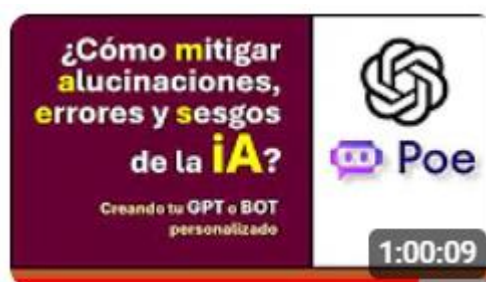 ¿Cómo mitigar
alucinaciones,
errores y sesgos
de la iA?
Creando tu GPT o BOT
personalizado
Poe
1:00:09